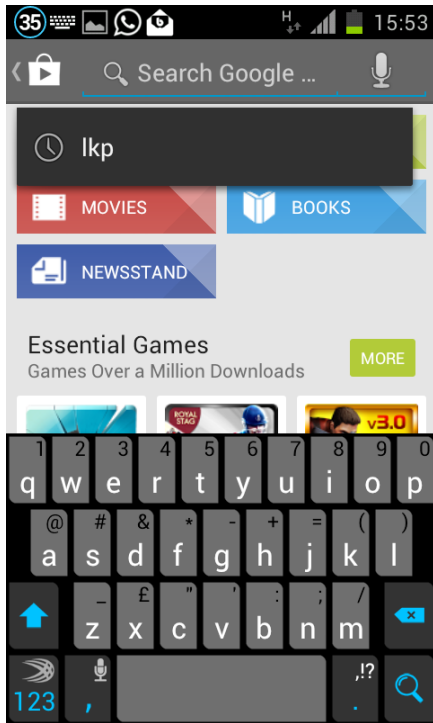 35 H 15:53
Search Google ...
lkp
MOVIES BOOKS
NEWSSTAND
Essential Games
Games Over a Million Downloads
MORE
ROYAL
STAG
v3.0
1 2 3 4 5 6 7 8 9 0
q w e r t y u i o p
@ # & * - + = ( )
a s d f g h j k l
_ £ " ' : ; /
z x c v b n m
123 , ,!? .